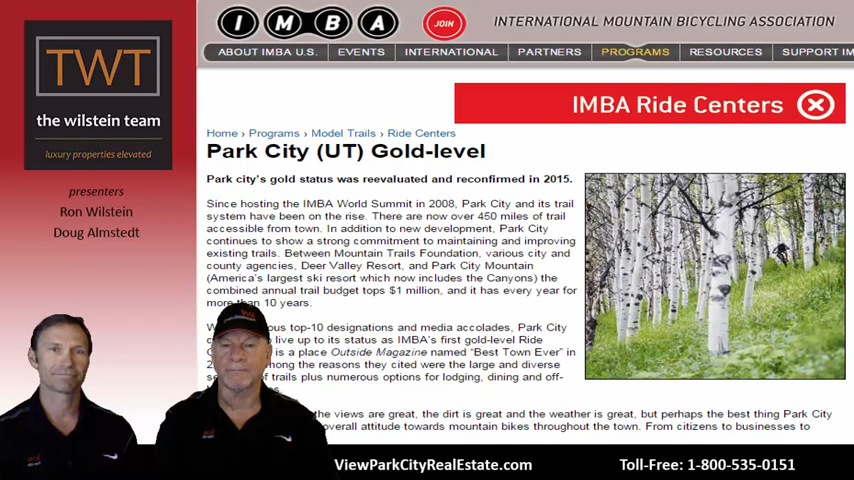 IMBA
JOIN
INTERNATIONAL MOUNTAIN BICYCLING ASSOCIATION
ABOUT IMBA U.S. EVENTS INTERNATIONAL PARTNERS PROGRAMS RESOURCES SUPPORT IM
TWT
the wilstein team
luxury properties elevated
presenters
Ron Wilstein
Doug Almstedt
IMBA Ride Centers
Home › Programs › Model Trails › Ride Centers
Park City (UT) Gold-level
Park city's gold status was reevaluated and reconfirmed in 2015.
Since hosting the IMBA World Summit in 2008, Park City and its trail
system have been on the rise. There are now over 450 miles of trail
accessible from town. In addition to new development, Park City
continues to show a strong commitment to maintaining and improving
existing trails. Between Mountain Trails Foundation, various city and
county agencies, Deer Valley Resort, and Park City Mountain
(America's largest ski resort which now includes the Canyons) the
combined annual trail budget tops $1 million, and it has every year for
more than 10 years.
top-10 designations and media accolades, Park City
live up to its status as IMBA's first gold-level Ride
is a place Outside Magazine named “Best Town Ever” in
among the reasons they cited were the large and diverse
of trails plus numerous options for lodging, dining and off-
the views are great, the dirt is great and the weather is great, but perhaps the best thing Park City
overall attitude towards mountain bikes throughout the town. From citizens to businesses to
ViewParkCityRealEstate.com
Toll-Free: 1-800-535-0151